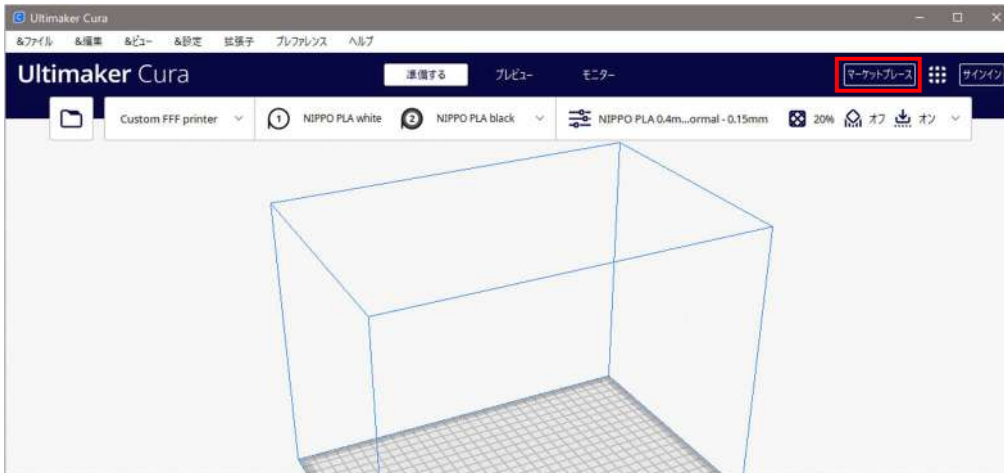 Ultimaker Cura
&ファイル &編集 &ビュー &設定 拡張子 プレファレンス ヘルプ
Ultimaker Cura 準備する プレビュー モニター マーケットプレース サインイン
Custom FFF printer 1 NIPPO PLA white 2 NIPPO PLA black NIPPO PLA 0.4m...ormal - 0.15mm 20% オフ オン